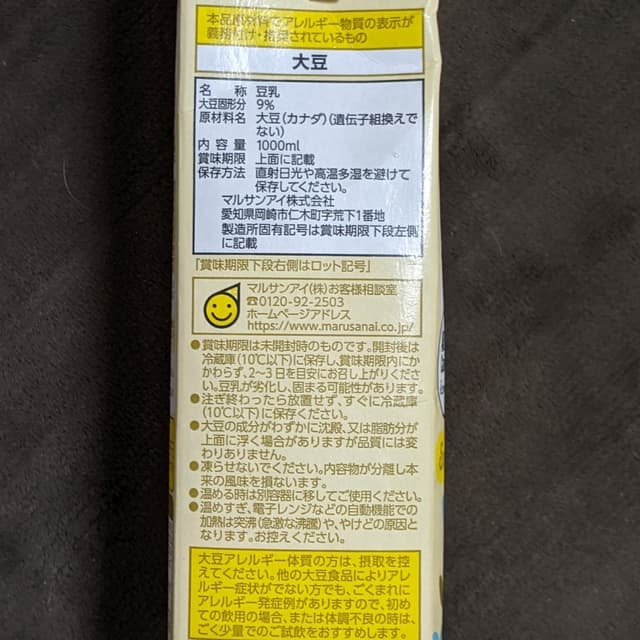 本品原材料でアレルギー物質の表示が
義務付け・推奨されているもの
大豆
名　　称　豆乳
大豆固形分　9%
原材料名　大豆(カナダ)(遺伝子組換えで
ない)
内 容 量　1000ml
賞味期限　上面に記載
保存方法　直射日光や高温多湿を避けて
保存してください。
マルサンアイ株式会社
愛知県岡崎市仁木町字荒下1番地
製造所固有記号は賞味期限下段左側
に記載
「賞味期限下段右側はロット記号」
マルサンアイ(株)お客様相談室
☎0120-92-2503
ホームページアドレス
https://www.marusanai.co.jp/
●賞味期限は未開封時のものです。開封後は
冷蔵庫(10℃以下)に保存し、賞味期限内にか
かわらず、2〜3日を目安にお召し上がりくださ
い。豆乳が劣化し、固まる可能性があります。
●注ぎ終わったら放置せず、すぐに冷蔵庫
(10℃以下)に保存ください。
●大豆の成分がわずかに沈殿、又は脂肪分が
上面に浮く場合がありますが品質には変
わりありません。
●凍らせないでください。内容物が分離し本
来の風味を損ないます。
●温める時は別容器に移してご使用ください。
●温めすぎ、電子レンジなどの自動機能での
加熱は突沸(急激な沸騰)や、やけどの原因と
なります。お控えください。
大豆アレルギー体質の方は、摂取を控
えてください。他の大豆食品によりアレル
ギー症状がでない方でも、ごくまれに
アレルギー発症例がありますので、初め
ての飲用の場合、または体調不良の時は、
ごく少量でのご試飲をおすすめします。